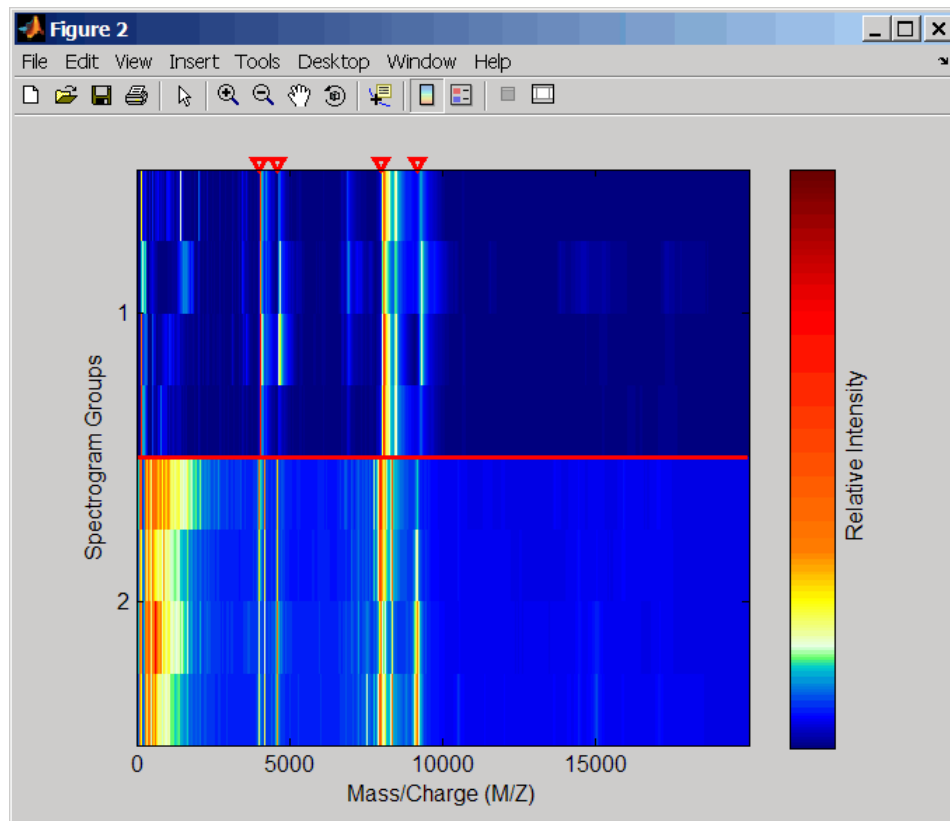 Figure 2
File Edit View Insert Tools Desktop Window Help
1
2
Spectrogram Groups
0 5000 10000 15000
Mass/Charge (M/Z)
Relative Intensity